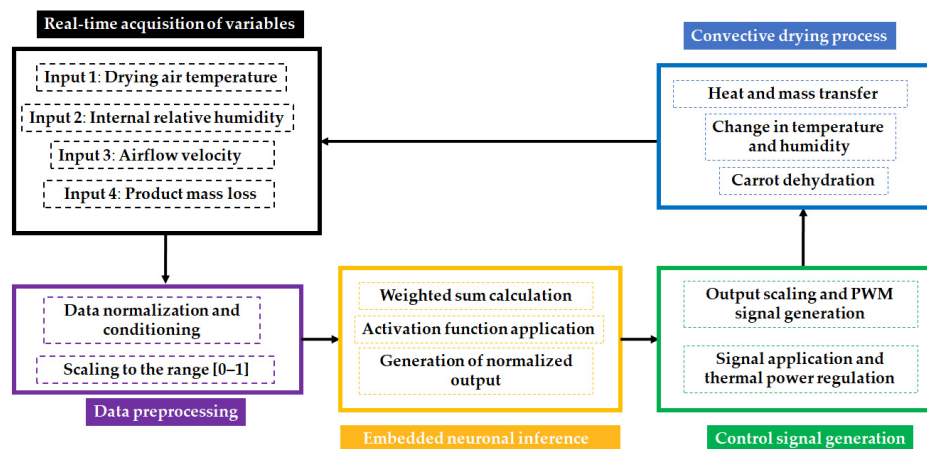 Real-time acquisition of variables
Input 1: Drying air temperature
Input 2: Internal relative humidity
Input 3: Airflow velocity
Input 4: Product mass loss
Convective drying process
Heat and mass transfer
Change in temperature
and humidity
Carrot dehydration
Data normalization and
conditioning
Scaling to the range [0–1]
Data preprocessing
Weighted sum calculation
Activation function application
Generation of normalized
output
Embedded neuronal inference
Output scaling and PWM
signal generation
Signal application and
thermal power regulation
Control signal generation